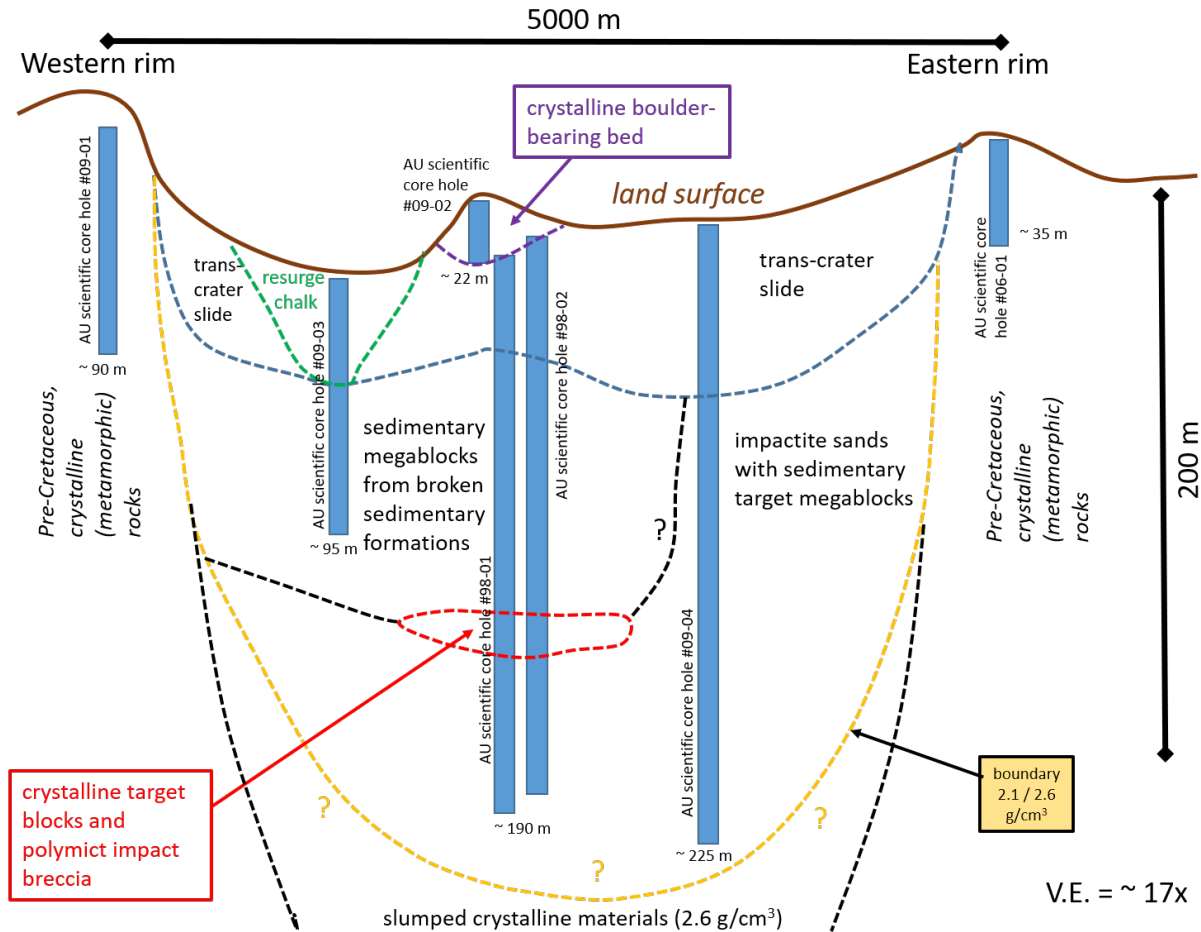 5000 m
Western rim
Eastern rim
crystalline boulder-
bearing bed
AU scientific
core hole
#09-02
land surface
AU scientific core hole #09-01
~ 90 m
trans-
crater
slide
resurge
chalk
~ 22 m
trans-crater
slide
~ 35 m
AU scientific core
hole #06-01
AU scientific core hole #09-03
~ 95 m
AU scientific core hole #98-02
Pre-Cretaceous,
crystalline
(metamorphic)
rocks
sedimentary
megablocks
from broken
sedimentary
formations
impactite sands
with sedimentary
target megablocks
?
Pre-Cretaceous,
crystalline
(metamorphic)
rocks
200 m
AU scientific core hole #98-01
~ 190 m
AU scientific core hole #09-04
~ 225 m
crystalline target
blocks and
polymict impact
breccia
?
?
?
boundary
2.1 / 2.6
g/cm³
slumped crystalline materials (2.6 g/cm³)
V.E. = ~ 17x